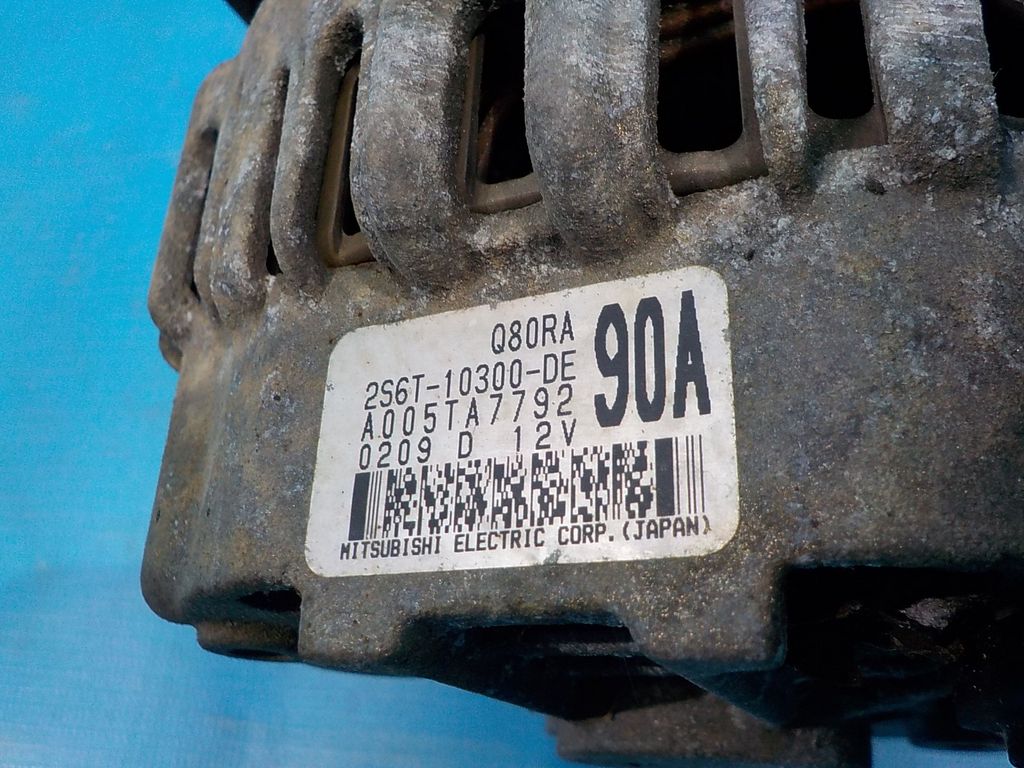 Q80RA
90A
2S6T-10300-DE
A005TA7792
0209 D 12V
MITSUBISHI ELECTRIC CORP.(JAPAN)